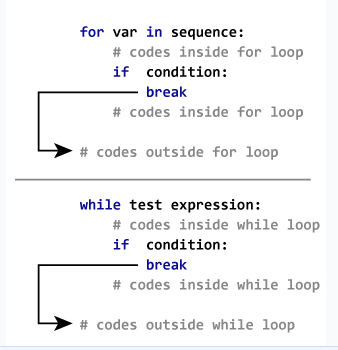 for var in sequence:
# codes inside for loop
if condition:
break
# codes inside for loop
# codes outside for loop
while test expression:
# codes inside while loop
if condition:
break
# codes inside while loop
# codes outside while loop